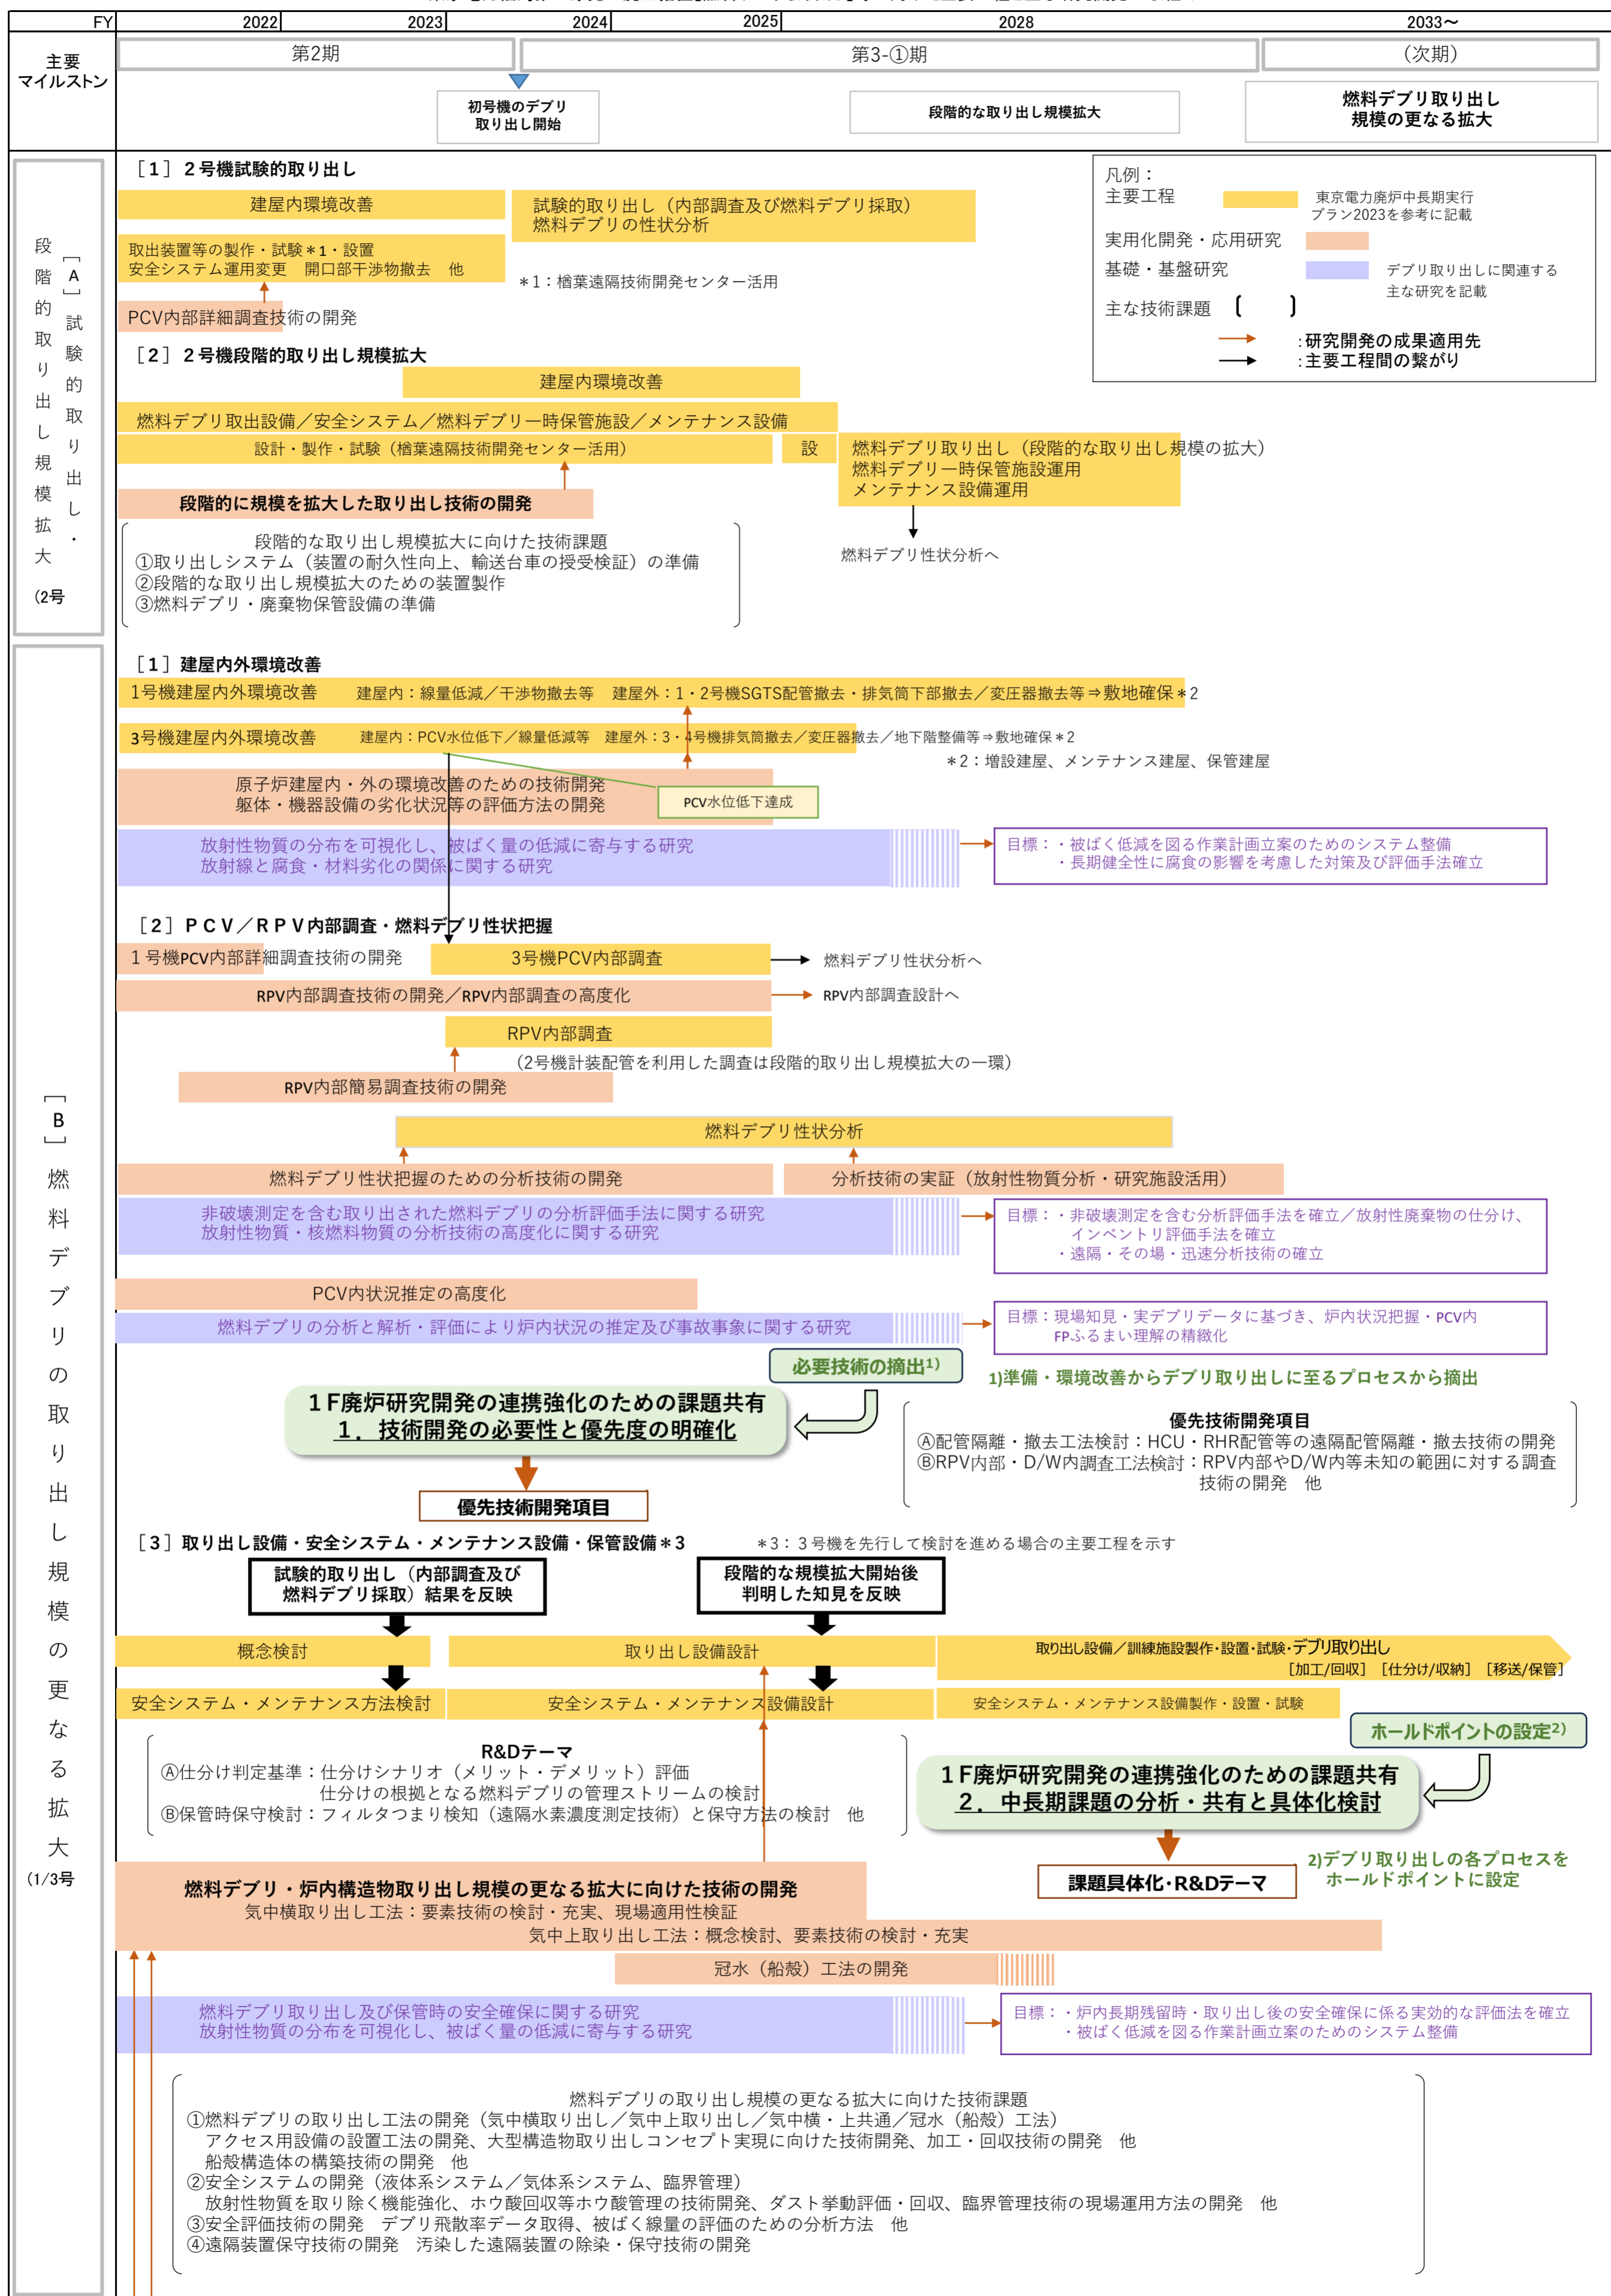 FY 2022 2023 2024 2025 2028 2033～
主要
マイルストン
第2期
第3-①期
(次期)
初号機のデブリ
取り出し開始
段階的な取り出し規模拡大
燃料デブリ取り出し
規模の更なる拡大
凡例：
主要工程
東京電力廃炉中長期実行
プラン2023を参考に記載
実用化開発・応用研究
基礎・基盤研究
デブリ取り出しに関連する
主な研究を記載
主な技術課題 ( )
:研究開発の成果適用先
:主要工程間の繋がり
[A]試験的取り出し・
段階的取り出し規模拡大
(2号
［1］２号機試験的取り出し
建屋内環境改善
試験的取り出し（内部調査及び燃料デブリ採取）
燃料デブリの性状分析
取出装置等の製作・試験＊1・設置
安全システム運用変更　開口部干渉物撤去　他
＊1：楢葉遠隔技術開発センター活用
PCV内部詳細調査技術の開発
［2］２号機段階的取り出し規模拡大
建屋内環境改善
燃料デブリ取出設備／安全システム／燃料デブリ一時保管施設／メンテナンス設備
設計・製作・試験（楢葉遠隔技術開発センター活用）
設
燃料デブリ取り出し（段階的な取り出し規模の拡大）
燃料デブリ一時保管施設運用
メンテナンス設備運用
段階的に規模を拡大した取り出し技術の開発
燃料デブリ性状分析へ
段階的な取り出し規模拡大に向けた技術課題
①取り出しシステム（装置の耐久性向上、輸送台車の授受検証）の準備
②段階的な取り出し規模拡大のための装置製作
③燃料デブリ・廃棄物保管設備の準備
[B]燃料デブリの取り出し規模の更なる拡大
(1/3号
［1］建屋内外環境改善
1号機建屋内外環境改善　建屋内：線量低減／干渉物撤去等　建屋外：1・2号機SGTS配管撤去・排気筒下部撤去／変圧器撤去等⇒敷地確保＊2
3号機建屋内外環境改善　建屋内：PCV水位低下／線量低減等　建屋外：3・4号機排気筒撤去／変圧器撤去／地下階整備等⇒敷地確保＊2
＊2：増設建屋、メンテナンス建屋、保管建屋
原子炉建屋内・外の環境改善のための技術開発
躯体・機器設備の劣化状況等の評価方法の開発
PCV水位低下達成
放射性物質の分布を可視化し、被ばく量の低減に寄与する研究
放射線と腐食・材料劣化の関係に関する研究
目標：・被ばく低減を図る作業計画立案のためのシステム整備
・長期健全性に腐食の影響を考慮した対策及び評価手法確立
［2］ＰＣＶ／ＲＰＶ内部調査・燃料デブリ性状把握
１号機PCV内部詳細調査技術の開発
3号機PCV内部調査
燃料デブリ性状分析へ
RPV内部調査技術の開発／RPV内部調査の高度化
RPV内部調査設計へ
RPV内部調査
（2号機計装配管を利用した調査は段階的取り出し規模拡大の一環）
RPV内部簡易調査技術の開発
燃料デブリ性状分析
燃料デブリ性状把握のための分析技術の開発
分析技術の実証（放射性物質分析・研究施設活用）
非破壊測定を含む取り出された燃料デブリの分析評価手法に関する研究
放射性物質・核燃料物質の分析技術の高度化に関する研究
目標：・非破壊測定を含む分析評価手法を確立／放射性廃棄物の仕分け、
インベントリ評価手法を確立
・遠隔・その場・迅速分析技術の確立
PCV内状況推定の高度化
燃料デブリの分析と解析・評価により炉内状況の推定及び事故事象に関する研究
目標：現場知見・実デブリデータに基づき、炉内状況把握・PCV内
FPふるまい理解の精緻化
必要技術の摘出1)
1)準備・環境改善からデブリ取り出しに至るプロセスから摘出
１F廃炉研究開発の連携強化のための課題共有
１．技術開発の必要性と優先度の明確化
優先技術開発項目
優先技術開発項目
Ⓐ配管隔離・撤去工法検討：HCU・RHR配管等の遠隔配管隔離・撤去技術の開発
ⒷRPV内部・D/W内調査工法検討：RPV内部やD/W内等未知の範囲に対する調査
技術の開発　他
［3］取り出し設備・安全システム・メンテナンス設備・保管設備＊3
＊3：３号機を先行して検討を進める場合の主要工程を示す
試験的取り出し（内部調査及び
燃料デブリ採取）結果を反映
段階的な規模拡大開始後
判明した知見を反映
概念検討
取り出し設備設計
取り出し設備／訓練施設製作・設置・試験・デブリ取り出し
[加工/回収] [仕分け/収納] [移送/保管]
安全システム・メンテナンス方法検討
安全システム・メンテナンス設備設計
安全システム・メンテナンス設備製作・設置・試験
R&Dテーマ
Ⓐ仕分け判定基準：仕分けシナリオ（メリット・デメリット）評価
仕分けの根拠となる燃料デブリの管理ストリームの検討
Ⓑ保管時保守検討：フィルタつまり検知（遠隔水素濃度測定技術）と保守方法の検討　他
ホールドポイントの設定2)
１F廃炉研究開発の連携強化のための課題共有
２．中長期課題の分析・共有と具体化検討
課題具体化・R&Dテーマ
2)デブリ取り出しの各プロセスを
ホールドポイントに設定
燃料デブリ・炉内構造物取り出し規模の更なる拡大に向けた技術の開発
気中横取り出し工法：要素技術の検討・充実、現場適用性検証
気中上取り出し工法：概念検討、要素技術の検討・充実
冠水（船殻）工法の開発
燃料デブリ取り出し及び保管時の安全確保に関する研究
放射性物質の分布を可視化し、被ばく量の低減に寄与する研究
目標：・炉内長期残留時・取り出し後の安全確保に係る実効的な評価法を確立
・被ばく低減を図る作業計画立案のためのシステム整備
燃料デブリの取り出し規模の更なる拡大に向けた技術課題
①燃料デブリの取り出し工法の開発（気中横取り出し／気中上取り出し／気中横・上共通／冠水（船殻）工法）
アクセス用設備の設置工法の開発、大型構造物取り出しコンセプト実現に向けた技術開発、加工・回収技術の開発　他
船殻構造体の構築技術の開発　他
②安全システムの開発（液体系システム／気体系システム、臨界管理）
放射性物質を取り除く機能強化、ホウ酸回収等ホウ酸管理の技術開発、ダスト挙動評価・回収、臨界管理技術の現場運用方法の開発　他
③安全評価技術の開発　デブリ飛散率データ取得、被ばく線量の評価のための分析方法　他
④遠隔装置保守技術の開発　汚染した遠隔装置の除染・保守技術の開発